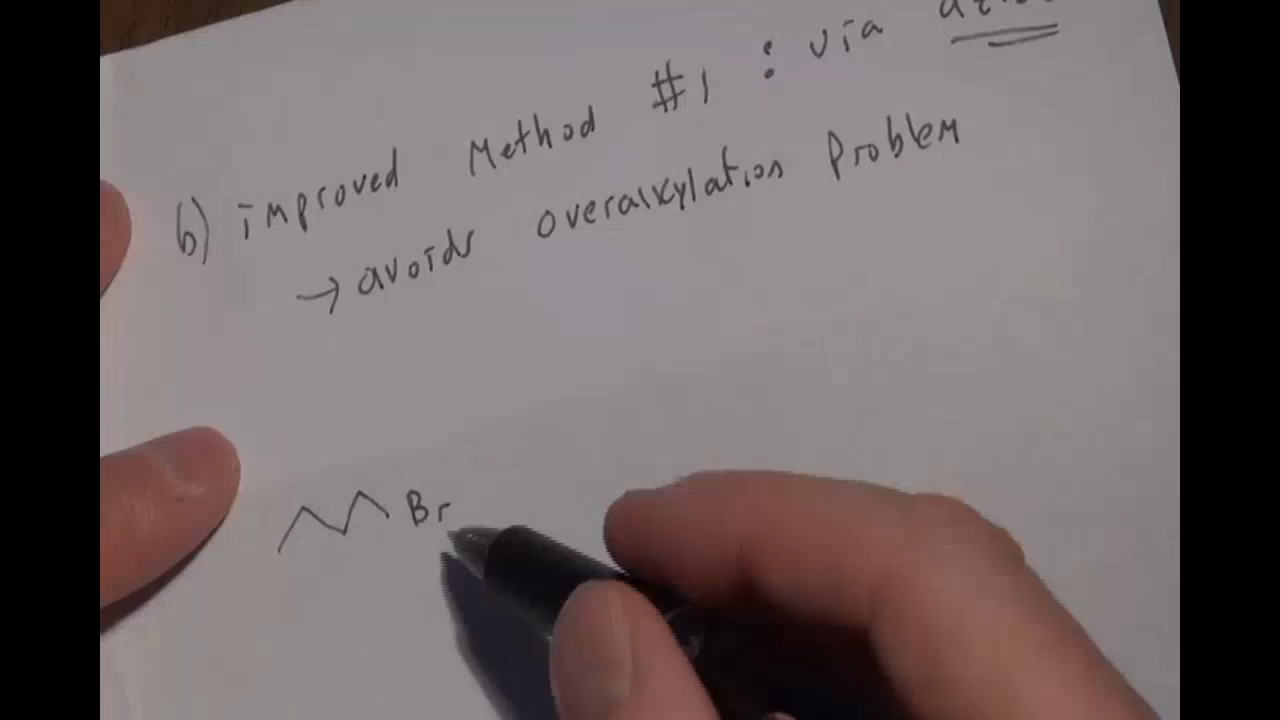 b) improved Method #1 : via
→ avoids overalkylation Problem
Br